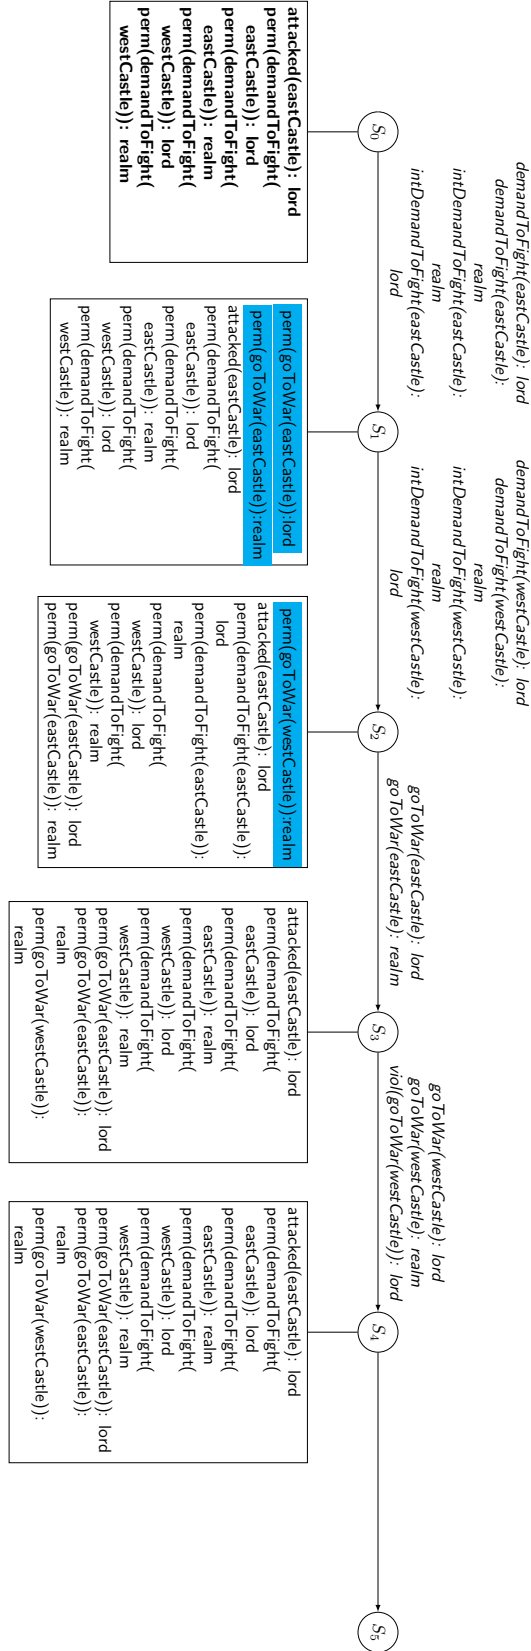 S0
S1
S2
S3
S4
S5
demandToFight(eastCastle): lord
demandToFight(eastCastle):
realm
intDemandToFight(eastCastle):
realm
intDemandToFight(eastCastle):
lord
demandToFight(westCastle): lord
demandToFight(westCastle):
realm
intDemandToFight(westCastle):
realm
intDemandToFight(westCastle):
lord
goToWar(eastCastle): lord
goToWar(eastCastle): realm
goToWar(westCastle): lord
goToWar(westCastle): realm
viol(goToWar(westCastle)): lord
attacked(eastCastle): lord
perm(demandToFight(
eastCastle)): lord
perm(demandToFight(
eastCastle)): realm
perm(demandToFight(
westCastle)): lord
perm(demandToFight(
westCastle)): realm
perm(goToWar(eastCastle)):lord
perm(goToWar(eastCastle)):realm
attacked(eastCastle): lord
perm(demandToFight(
eastCastle)): lord
perm(demandToFight(
eastCastle)): realm
perm(demandToFight(
westCastle)): lord
perm(demandToFight(
westCastle)): realm
perm(goToWar(westCastle)):realm
attacked(eastCastle): lord
perm(demandToFight(eastCastle)):
lord
perm(demandToFight(eastCastle)):
realm
perm(demandToFight(
westCastle)): lord
perm(demandToFight(
westCastle)): realm
perm(goToWar(eastCastle)): lord
perm(goToWar(eastCastle)): realm
attacked(eastCastle): lord
perm(demandToFight(
eastCastle)): lord
perm(demandToFight(
eastCastle)): realm
perm(demandToFight(
westCastle)): lord
perm(demandToFight(
westCastle)): realm
perm(goToWar(eastCastle)): lord
perm(goToWar(eastCastle)):
realm
perm(goToWar(westCastle)):
realm
attacked(eastCastle): lord
perm(demandToFight(
eastCastle)): lord
perm(demandToFight(
eastCastle)): realm
perm(demandToFight(
westCastle)): lord
perm(demandToFight(
westCastle)): realm
perm(goToWar(eastCastle)): lord
perm(goToWar(eastCastle)):
realm
perm(goToWar(westCastle)):
realm